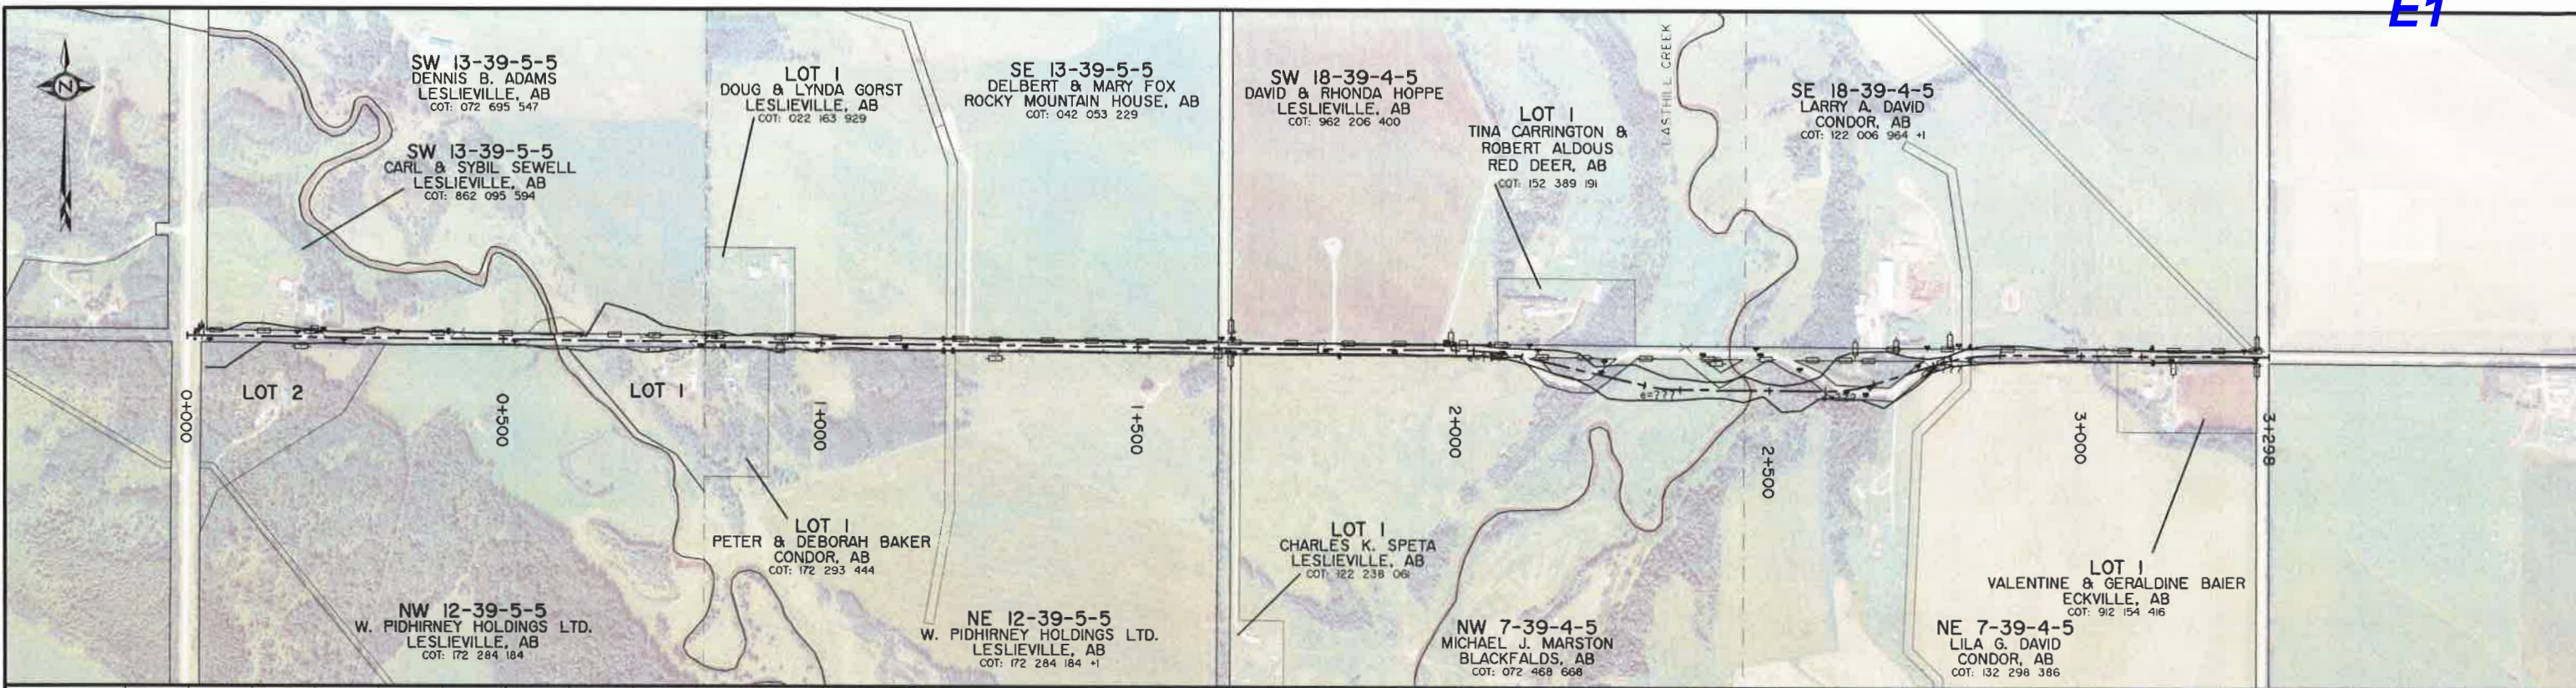 E1
SW 13-39-5-5
DENNIS B. ADAMS
LESLIEVILLE, AB
COT: 072 695 547
SW 13-39-5-5
CARL & SYBIL SEWELL
LESLIEVILLE, AB
COT: 862 095 594
LOT 1
DOUG & LYNDA GORST
LESLIEVILLE, AB
COT: 022 163 929
SE 13-39-5-5
DELBERT & MARY FOX
ROCKY MOUNTAIN HOUSE, AB
COT: 042 053 229
SW 18-39-4-5
DAVID & RHONDA HOPPE
LESLIEVILLE, AB
COT: 962 206 400
LOT 1
TINA CARRINGTON &
ROBERT ALDOUS
RED DEER, AB
COT: 152 389 191
EASTHILL CREEK
SE 18-39-4-5
LARRY A. DAVID
CONDOR, AB
COT: 122 006 964 +1
N
LOT 2
LOT 1
0+000
0+500
1+000
1+500
2+000
2+500
3+000
3+298
e=???
LOT 1
PETER & DEBORAH BAKER
CONDOR, AB
COT: 172 293 444
LOT 1
CHARLES K. SPETA
LESLIEVILLE, AB
COT: 122 238 061
LOT 1
VALENTINE & GERALDINE BAIER
ECKVILLE, AB
COT: 912 154 416
NW 12-39-5-5
W. PIDHIRNEY HOLDINGS LTD.
LESLIEVILLE, AB
COT: 172 284 184
NE 12-39-5-5
W. PIDHIRNEY HOLDINGS LTD.
LESLIEVILLE, AB
COT: 172 284 184 +1
NW 7-39-4-5
MICHAEL J. MARSTON
BLACKFALDS, AB
COT: 072 468 668
NE 7-39-4-5
LILA G. DAVID
CONDOR, AB
COT: 132 298 386